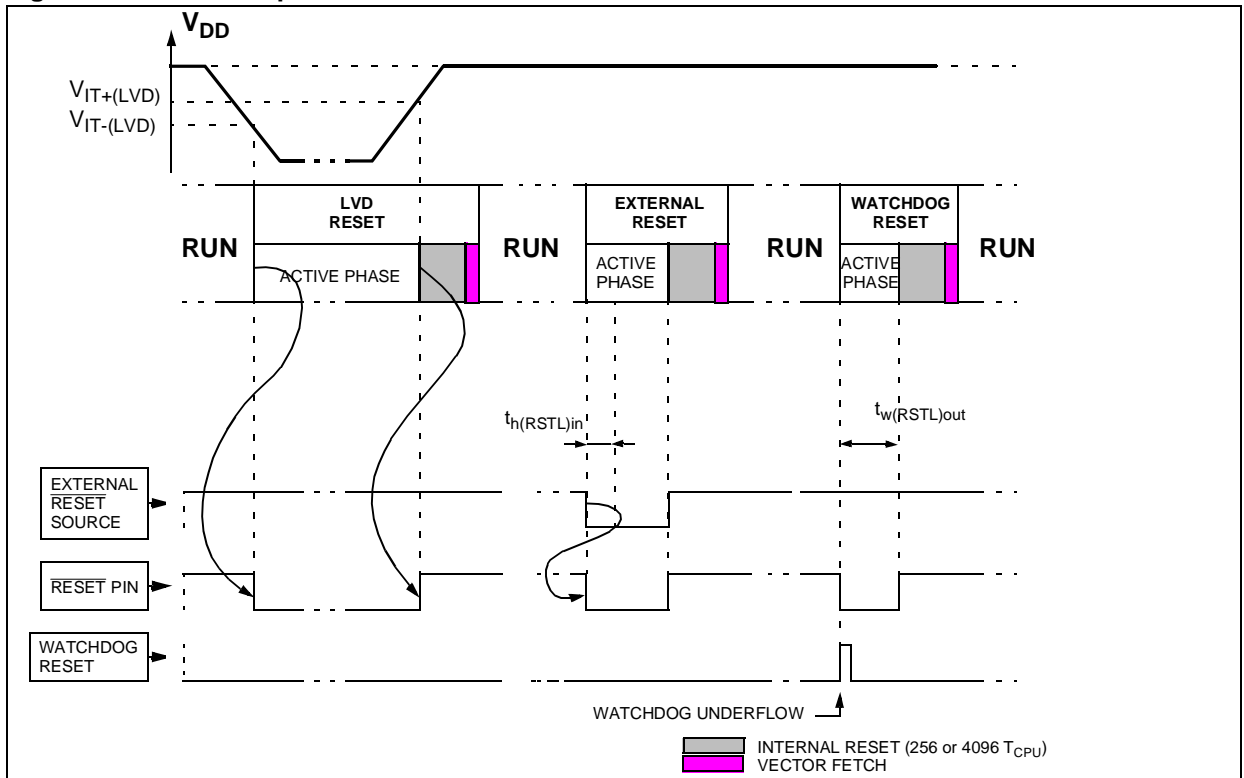 VDD
VIT+(LVD)
VIT-(LVD)
LVD
RESET
EXTERNAL
RESET
WATCHDOG
RESET
RUN
RUN
RUN
RUN
ACTIVE PHASE
ACTIVE
PHASE
ACTIVE
PHASE
th(RSTL)in
tw(RSTL)out
EXTERNAL
RESET
SOURCE
RESET PIN
WATCHDOG
RESET
WATCHDOG UNDERFLOW
INTERNAL RESET (256 or 4096 TCPU)
VECTOR FETCH